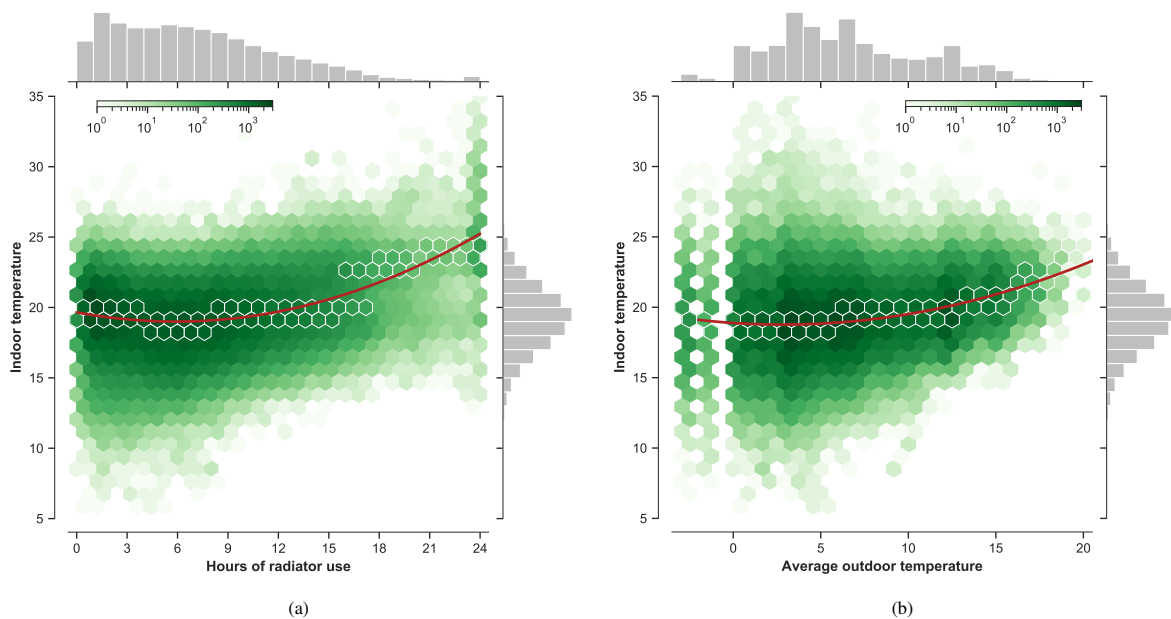 10^0 10^1 10^2 10^3
35
30
25
20
15
10
5
Indoor temperature
0 3 6 9 12 15 18 21 24
Hours of radiator use
(a)
10^0 10^1 10^2 10^3
35
30
25
20
15
10
5
Indoor temperature
0 5 10 15 20
Average outdoor temperature
(b)